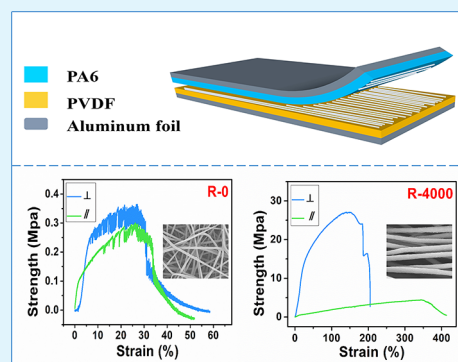 PA6
PVDF
Aluminum foil
R-0
⊥
//
Strength (Mpa)
0.4
0.3
0.2
0.1
0.0
0 10 20 30 40 50 60
Strain (%)
R-4000
⊥
//
Strength (Mpa)
30
20
10
0
0 100 200 300 400
Strain (%)